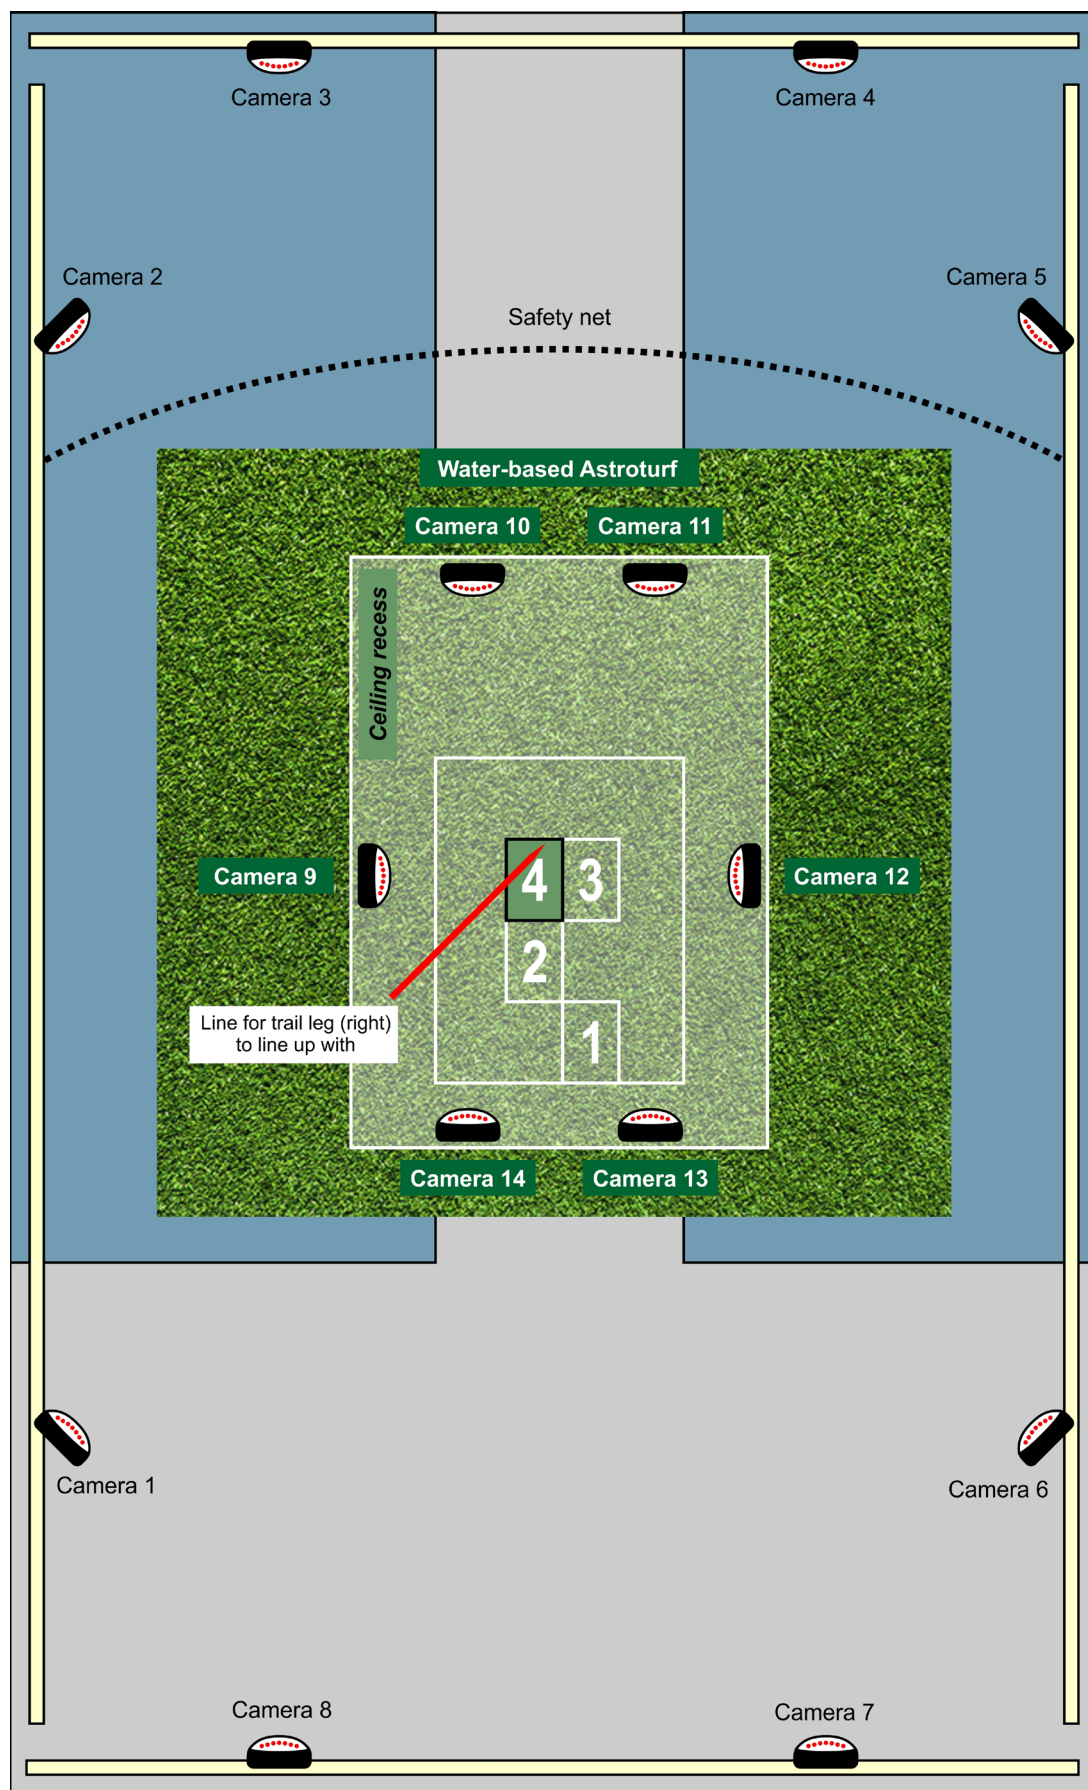 Camera 3
Camera 4
Camera 2
Camera 5
Safety net
Water-based Astroturf
Camera 10
Camera 11
Ceiling recess
Camera 9
4
3
Camera 12
2
Line for trail leg (right)
to line up with
1
Camera 14
Camera 13
Camera 1
Camera 6
Camera 8
Camera 7